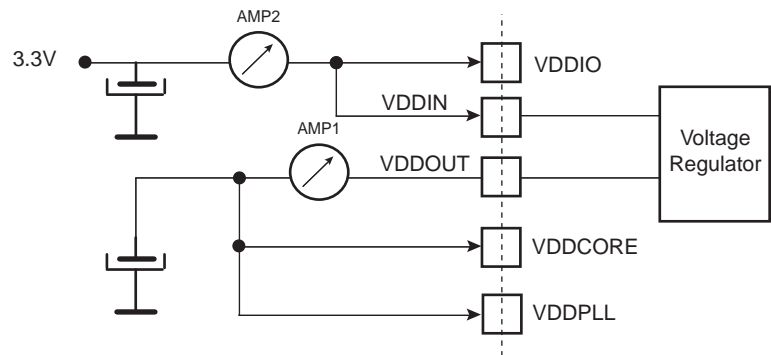 AMP2
3.3V
VDDIO
VDDIN
AMP1
Voltage
Regulator
VDDOUT
VDDCORE
VDDPLL